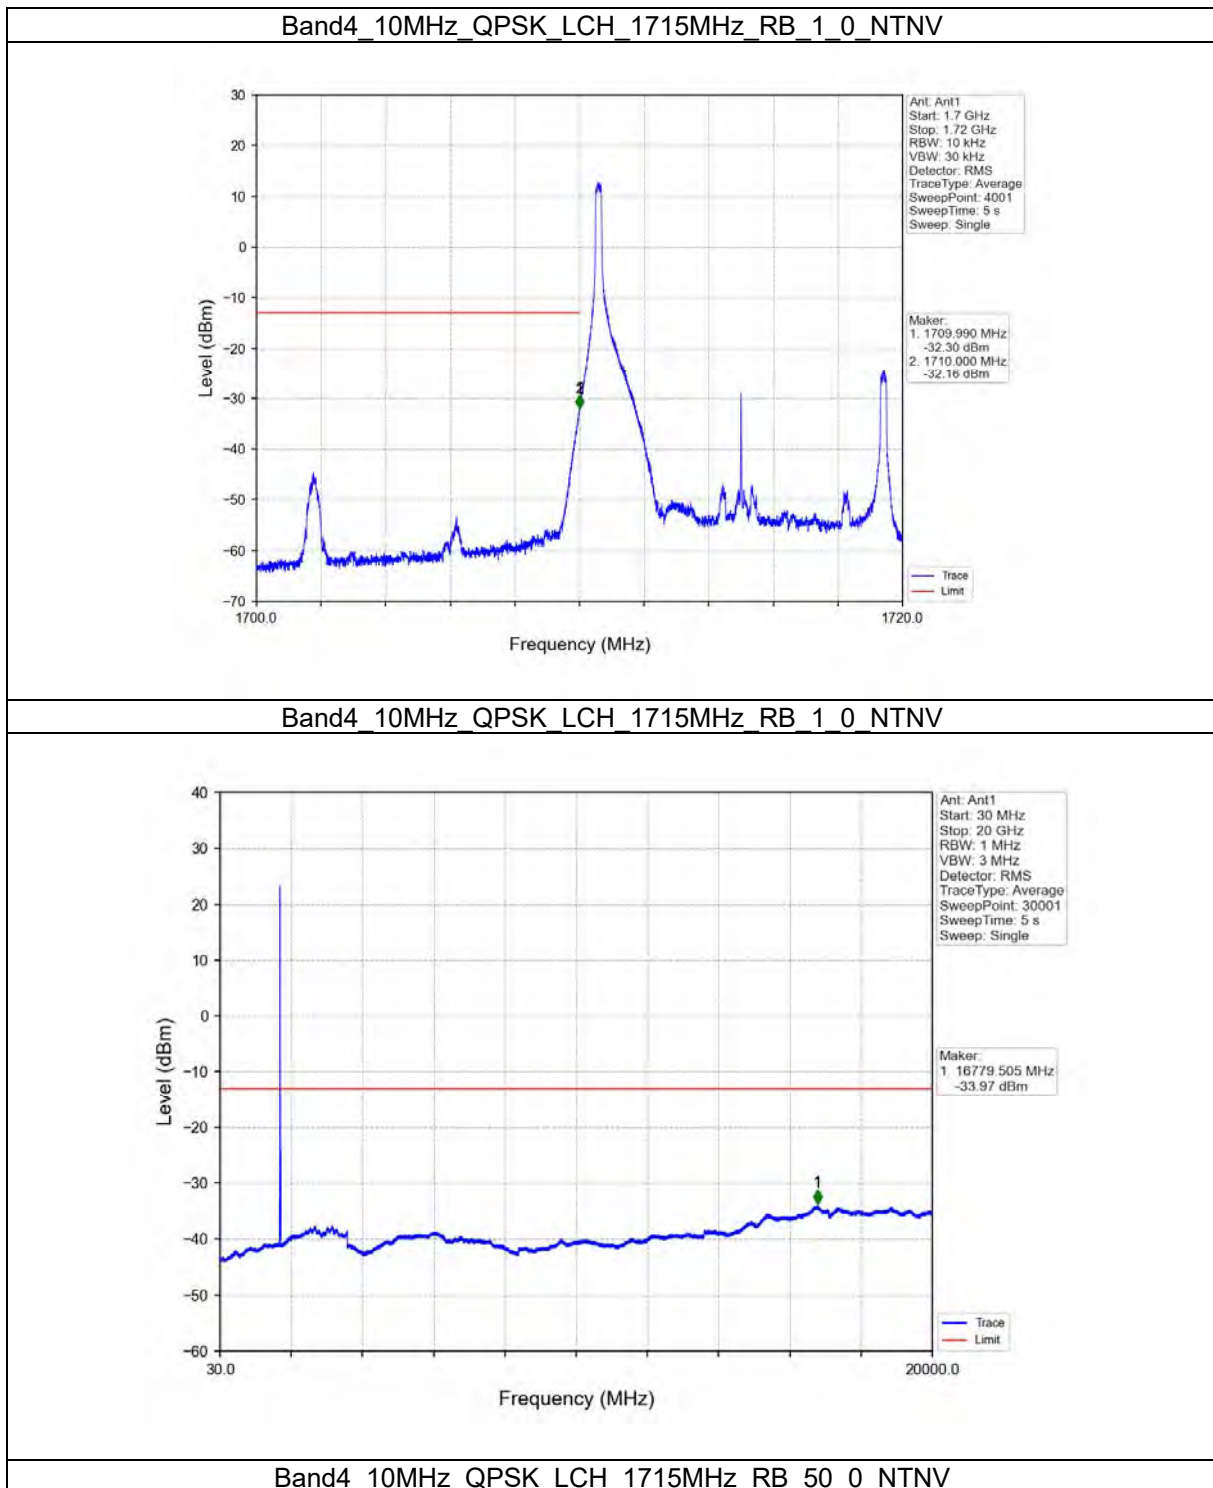 Band4_10MHz_QPSK_LCH_1715MHz_RB_1_0_NTNV
30
20
10
0
−10
−20
−30
−40
−50
−60
−70
Level (dBm)
1700.0
1720.0
Frequency (MHz)
2
Ant: Ant1
Start: 1.7 GHz
Stop: 1.72 GHz
RBW: 10 kHz
VBW: 30 kHz
Detector: RMS
TraceType: Average
SweepPoint: 4001
SweepTime: 5 s
Sweep: Single
Maker:
1. 1709.990 MHz
-32.30 dBm
2. 1710.000 MHz
-32.16 dBm
Trace
Limit
Band4_10MHz_QPSK_LCH_1715MHz_RB_1_0_NTNV
40
30
20
10
0
−10
−20
−30
−40
−50
−60
Level (dBm)
30.0
20000.0
Frequency (MHz)
1
Ant: Ant1
Start: 30 MHz
Stop: 20 GHz
RBW: 1 MHz
VBW: 3 MHz
Detector: RMS
TraceType: Average
SweepPoint: 30001
SweepTime: 5 s
Sweep: Single
Maker:
1. 16779.505 MHz
-33.97 dBm
Trace
Limit
Band4_10MHz_QPSK_LCH_1715MHz_RB_50_0_NTNV